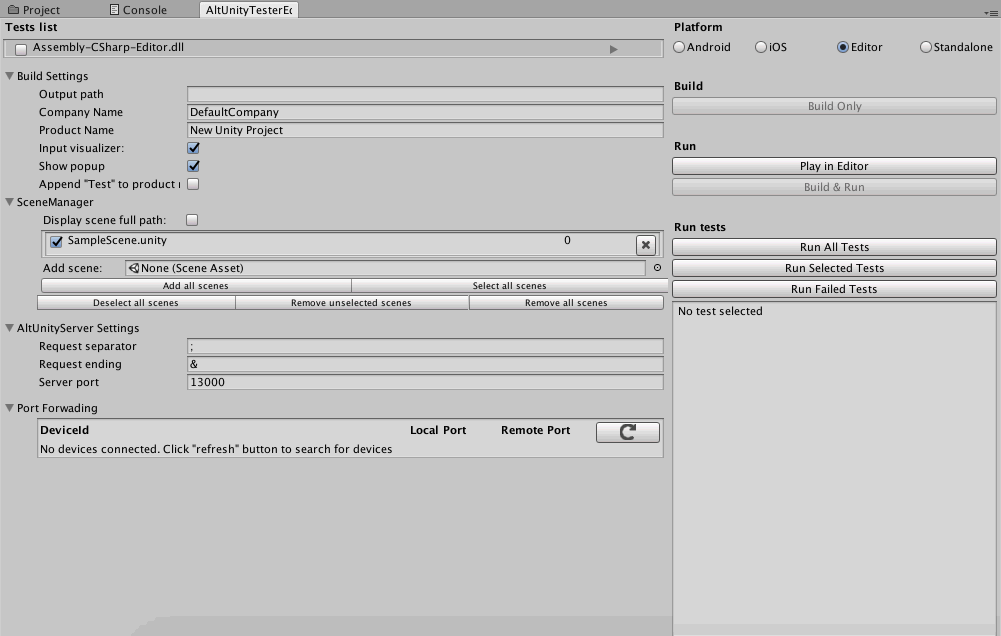 Project
Console
AltUnityTesterEc
Tests list
Assembly-CSharp-Editor.dll
Build Settings
Output path
Company Name DefaultCompany
Product Name New Unity Project
Input visualizer:
Show popup
Append "Test" to product
SceneManager
Display scene full path:
SampleScene.unity 0
Add scene: None (Scene Asset)
Add all scenes Select all scenes
Deselect all scenes Remove unselected scenes Remove all scenes
AltUnityServer Settings
Request separator ;
Request ending &
Server port 13000
Port Forwading
DeviceId Local Port Remote Port
No devices connected. Click "refresh" button to search for devices
Platform
Android iOS Editor Standalone
Build
Build Only
Run
Play in Editor
Build & Run
Run tests
Run All Tests
Run Selected Tests
Run Failed Tests
No test selected